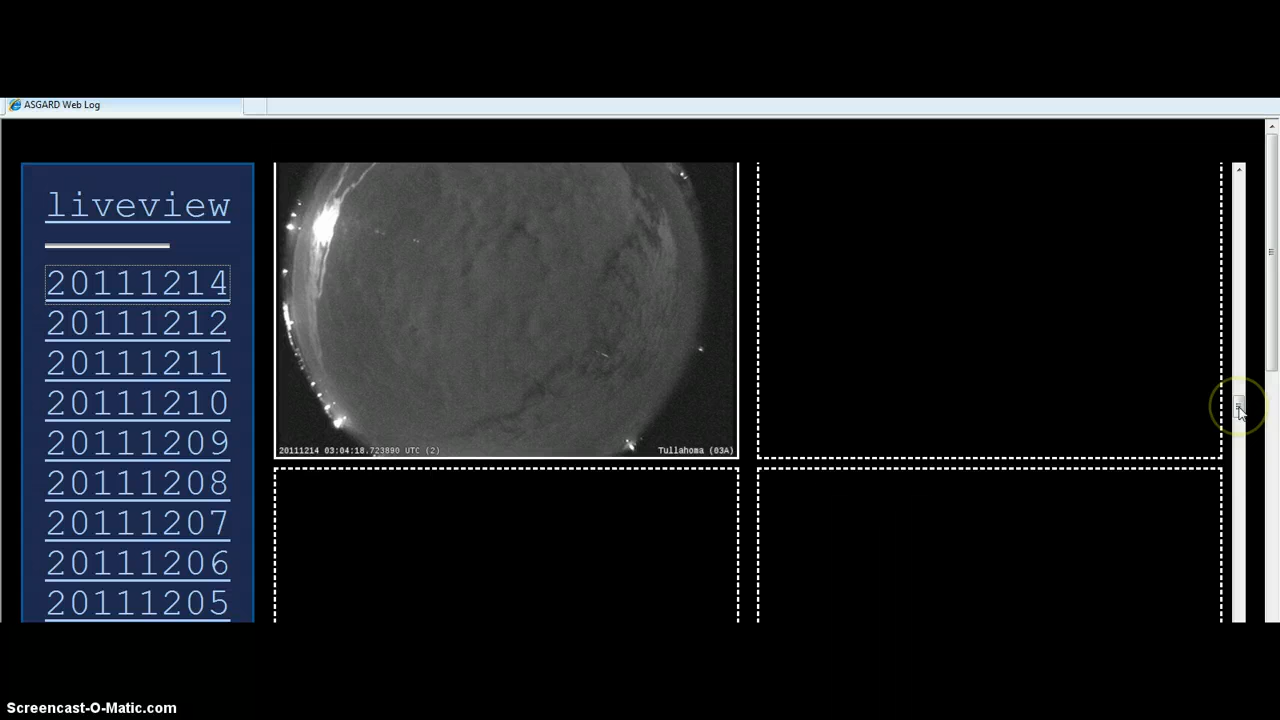 ASGARD Web Log
liveview
20111214
20111212
20111211
20111210
20111209
20111208
20111207
20111206
20111205
20111214 03:04:18.723890 UTC (2)
Tullahoma (03A)
Screencast-O-Matic.com